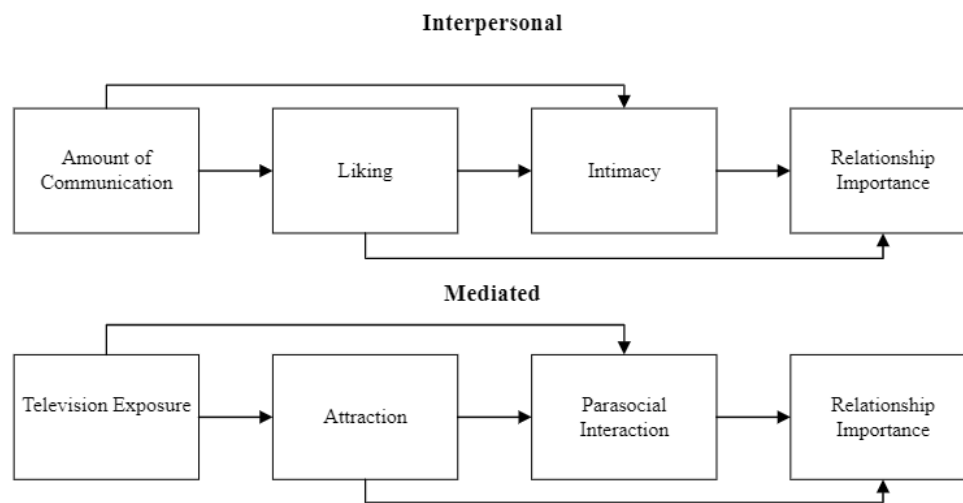 Interpersonal
Amount of
Communication
Liking
Intimacy
Relationship
Importance
Mediated
Television Exposure
Attraction
Parasocial
Interaction
Relationship
Importance